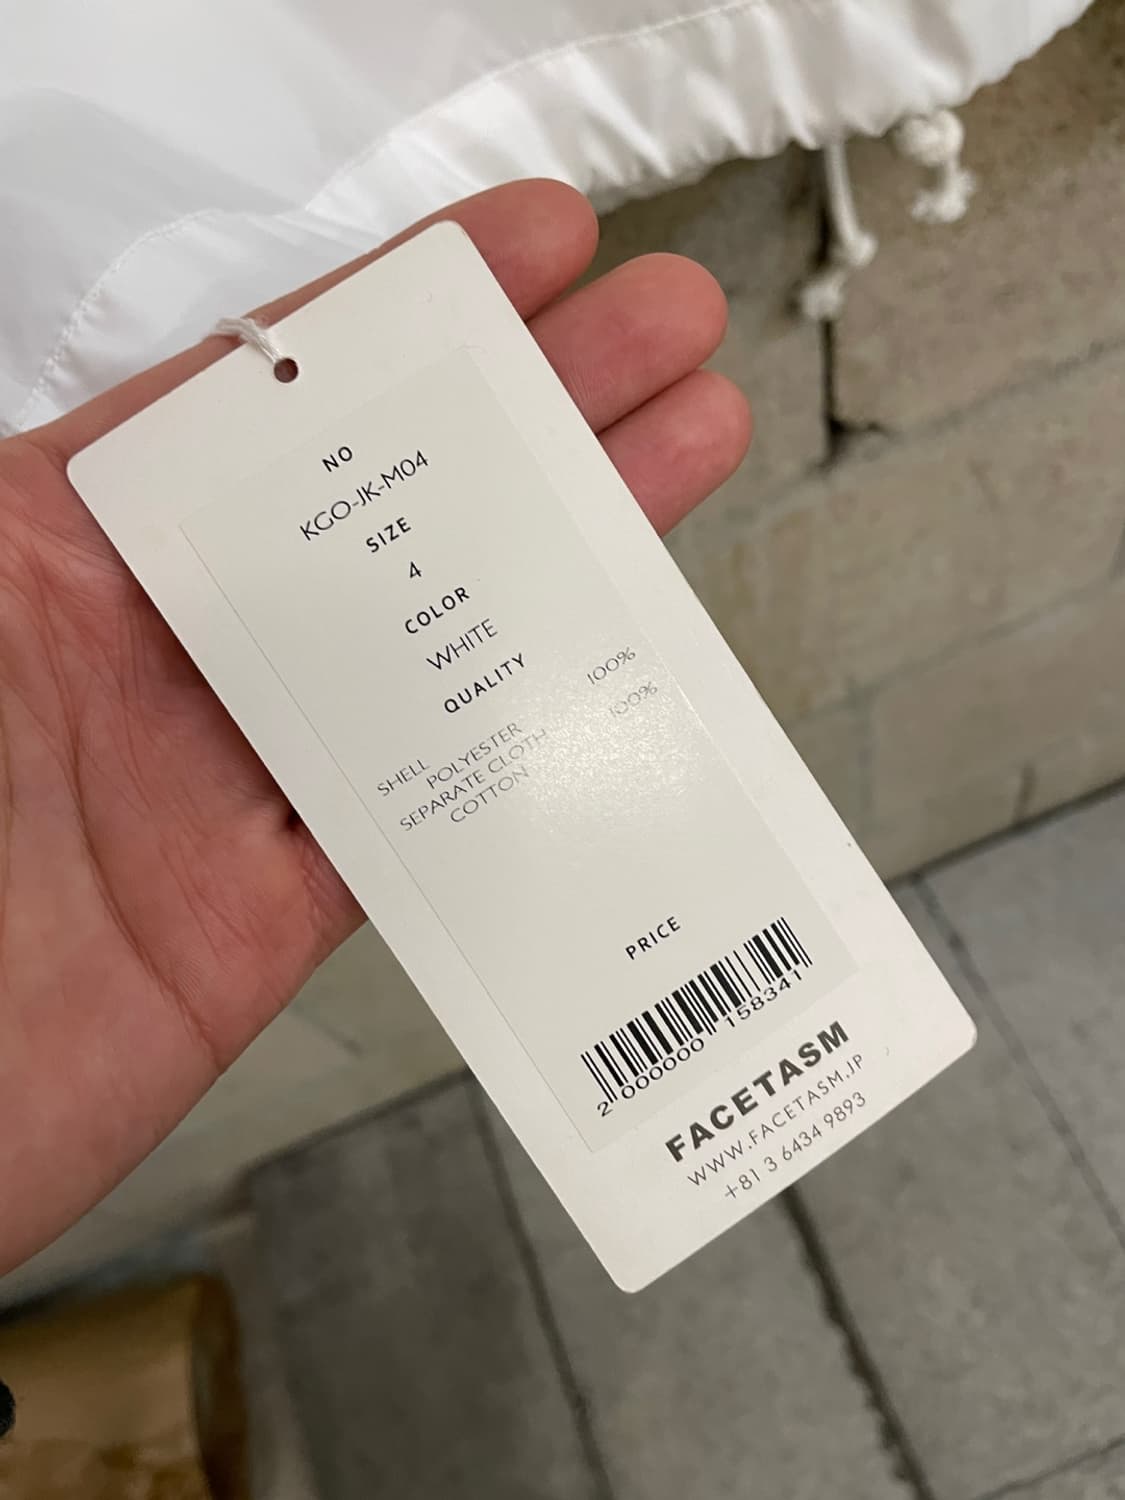 NO
KGO-JK-M04
SIZE
4
COLOR
WHITE
QUALITY
SHELL
POLYESTER 100%
SEPARATE CLOTH
COTTON 100%
PRICE
2 000000 158341
FACETASM
WWW.FACETASM.JP
+81 3 6434 9893